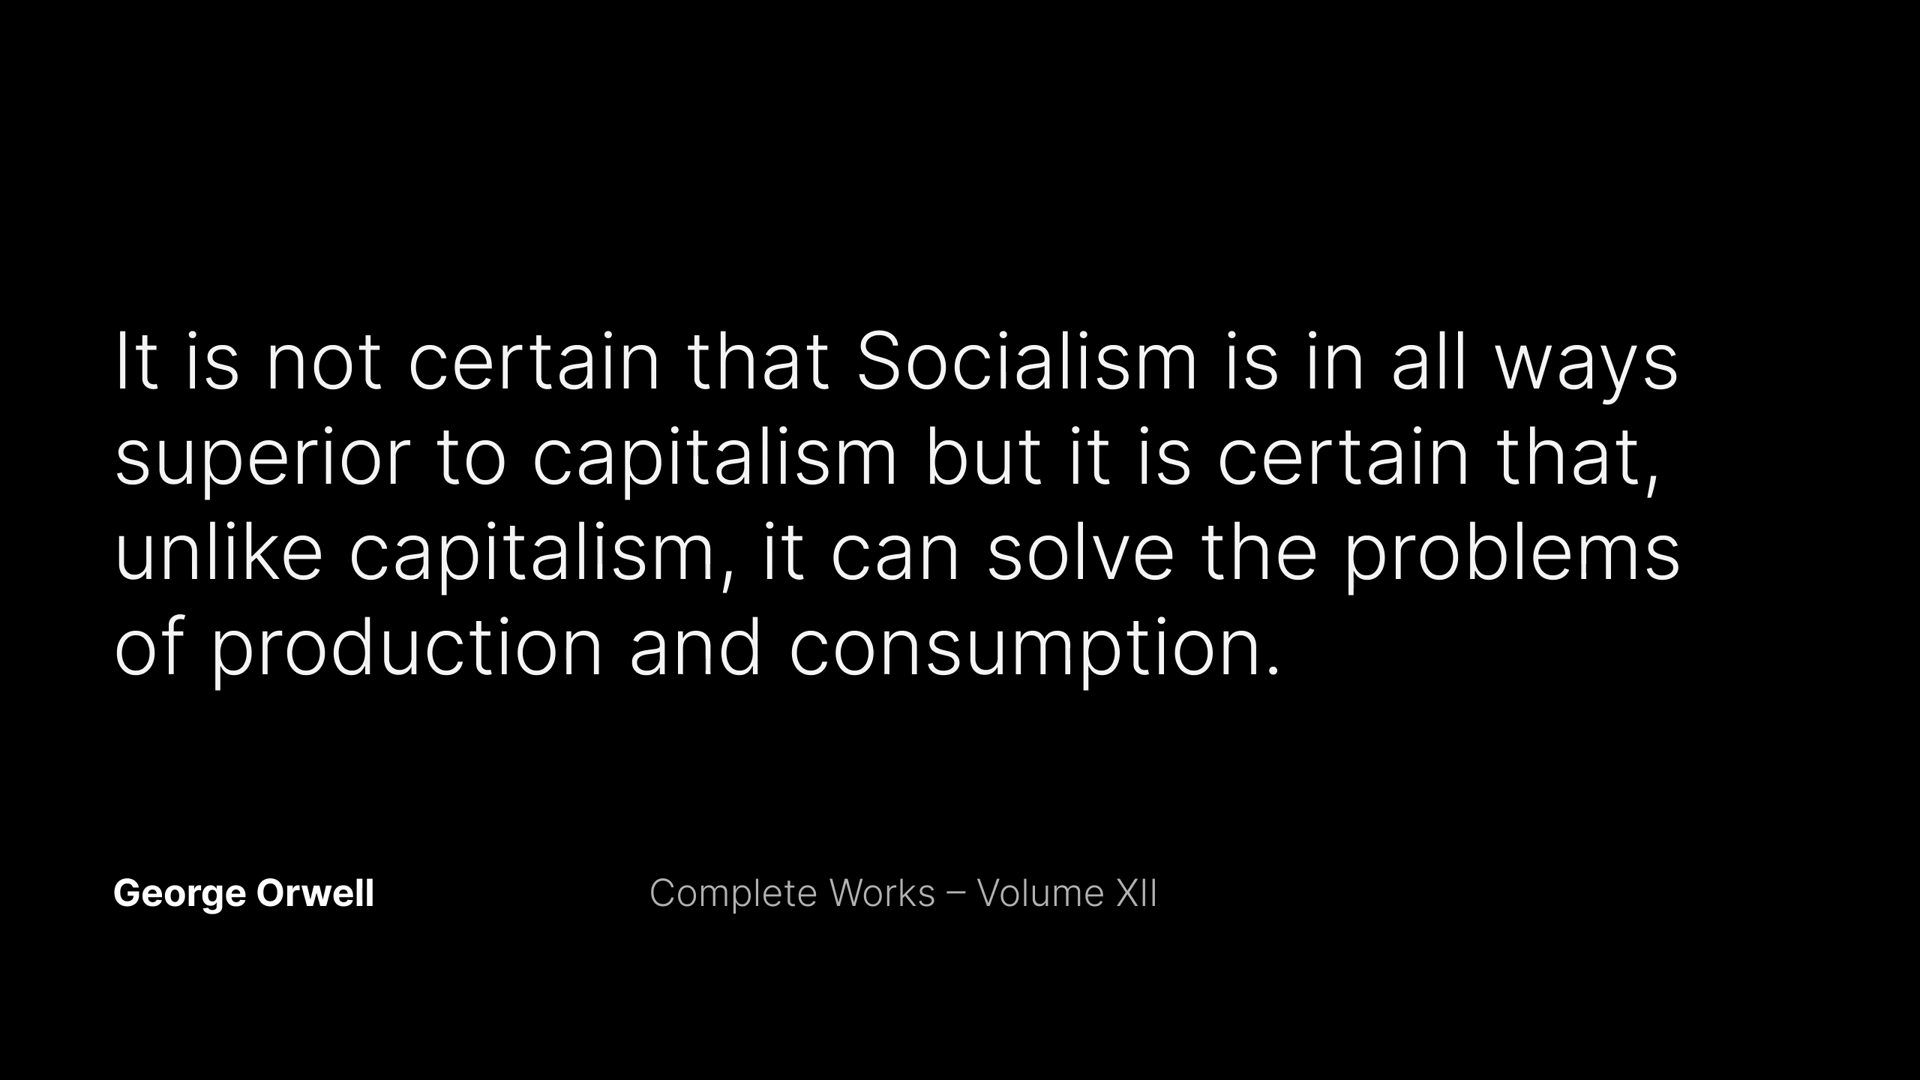 It is not certain that Socialism is in all ways
superior to capitalism but it is certain that,
unlike capitalism, it can solve the problems
of production and consumption.
George Orwell
Complete Works – Volume XII